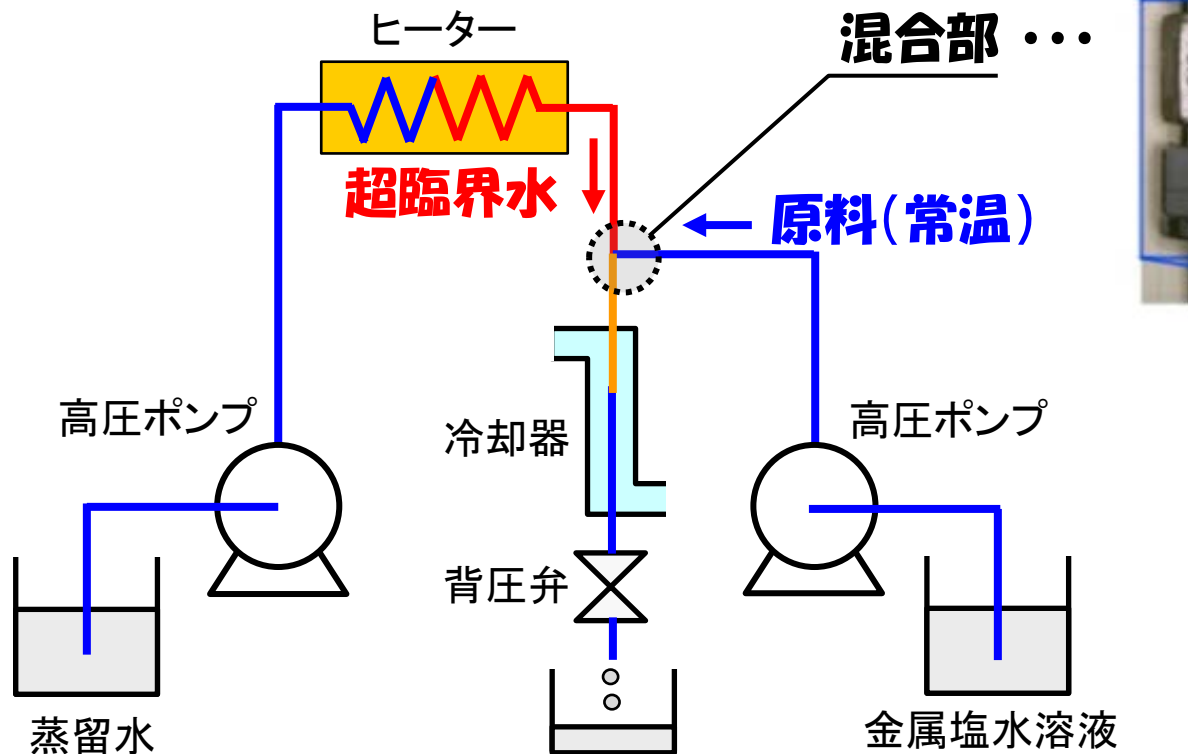 ヒーター
混合部 ・・・
超臨界水
原料(常温)
高圧ポンプ
冷却器
高圧ポンプ
背圧弁
蒸留水
金属塩水溶液